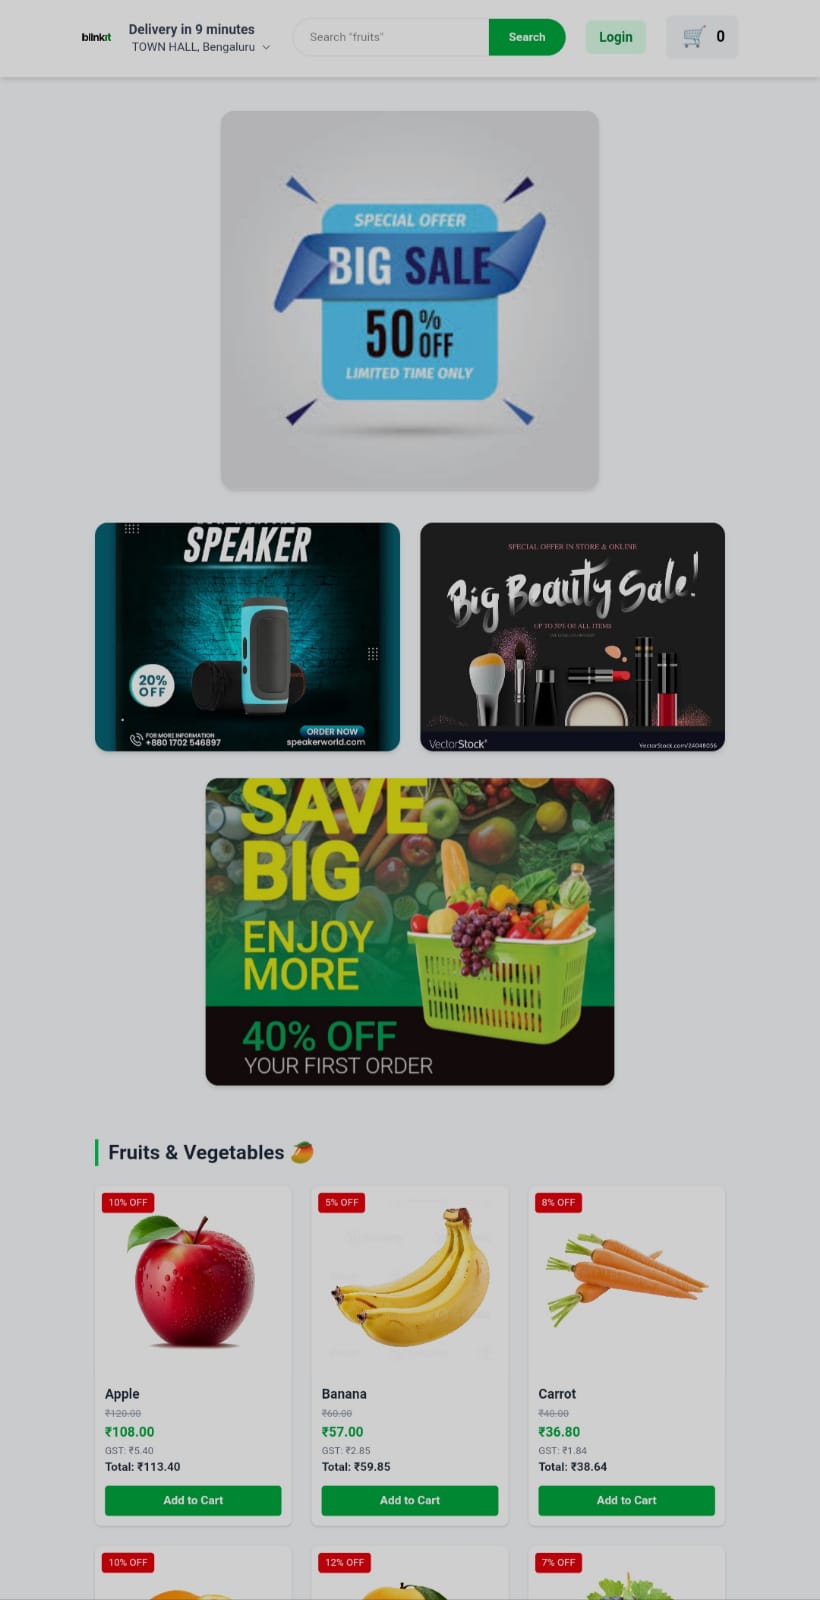 blinkit
Delivery in 9 minutes
TOWN HALL, Bengaluru
Search "fruits"
Search
Login
0
SPECIAL OFFER
BIG SALE
50% OFF
LIMITED TIME ONLY
SPEAKER
20% OFF
FOR MORE INFORMATION
+880 1702 546897
ORDER NOW
speakerworld.com
SPECIAL OFFER IN STORE & ONLINE
Big Beauty Sale!
UP TO 50% OF ALL ITEMS
VectorStock®
VectorStock.com/24048056
SAVE
BIG
ENJOY
MORE
40% OFF
YOUR FIRST ORDER
Fruits & Vegetables
10% OFF
Apple
₹120.00
₹108.00
GST: ₹5.40
Total: ₹113.40
Add to Cart
5% OFF
Banana
₹60.00
₹57.00
GST: ₹2.85
Total: ₹59.85
Add to Cart
8% OFF
Carrot
₹40.00
₹36.80
GST: ₹1.84
Total: ₹38.64
Add to Cart
10% OFF
12% OFF
7% OFF